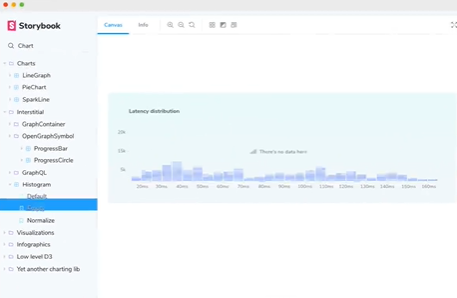 Storybook
Canvas
Info
Chart
Charts
LineGraph
PieChart
SparkLine
Interstitial
GraphContainer
OpenGraphSymbol
ProgressBar
ProgressCircle
GraphQL
Histogram
Default
Normalize
Visualizations
Infographics
Low level D3
Yet another charting lib
Latency distribution
20k
15k
5k
There's no data here
20ms 30ms 40ms 50ms 60ms 70ms 80ms 90ms 100ms 110ms 120ms 130ms 140ms 150ms 160ms